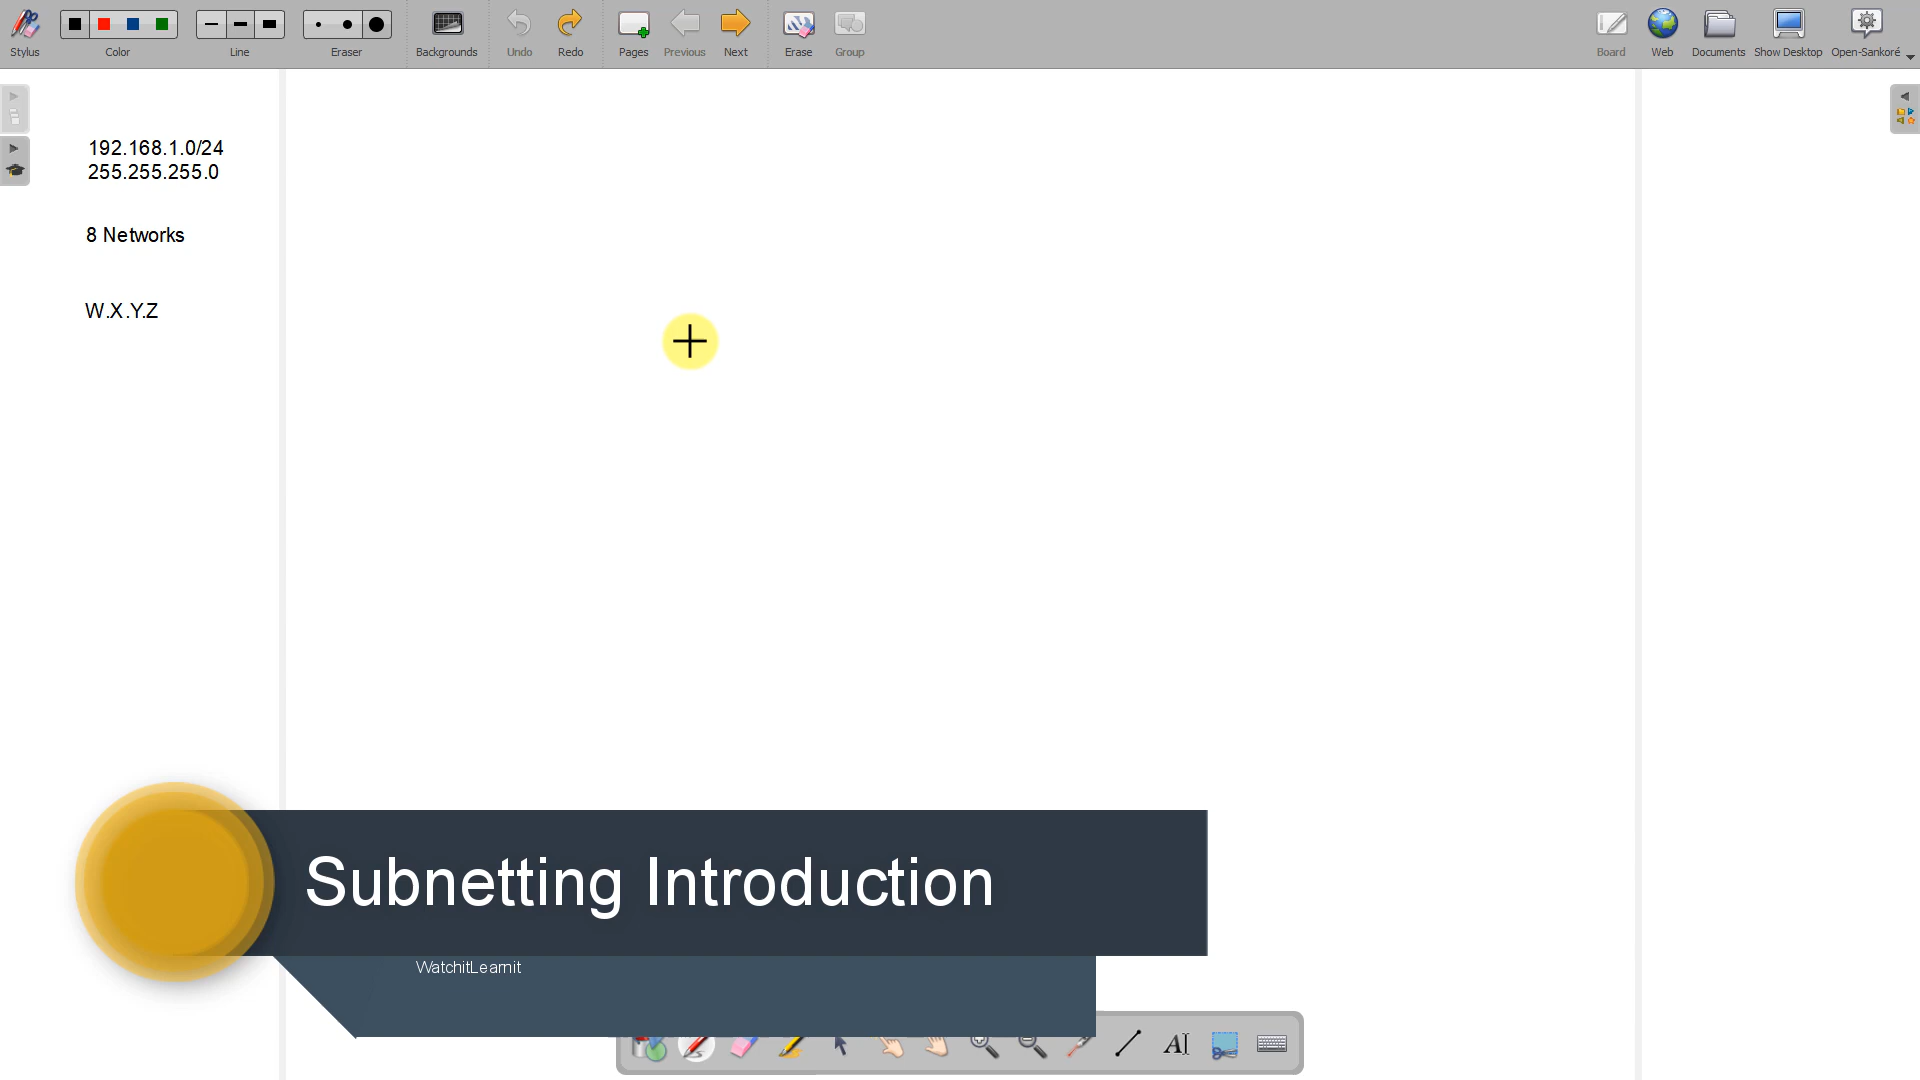 Stylus
Color
Line
Eraser
Backgrounds
Undo
Redo
Pages
Previous
Next
Erase
Group
Board
Web
Documents
Show Desktop
Open-Sankoré
192.168.1.0/24
255.255.255.0
8 Networks
W.X.Y.Z
Subnetting Introduction
WatchitLearnit